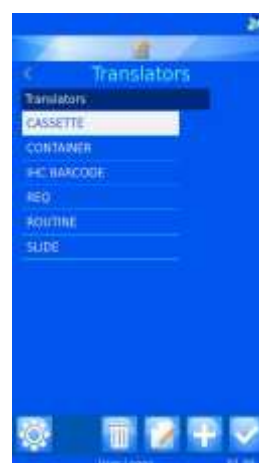 Translators
Translators
CASSETTE
CONTAINER
IHC BARCODE
REQ
ROUTINE
SLIDE